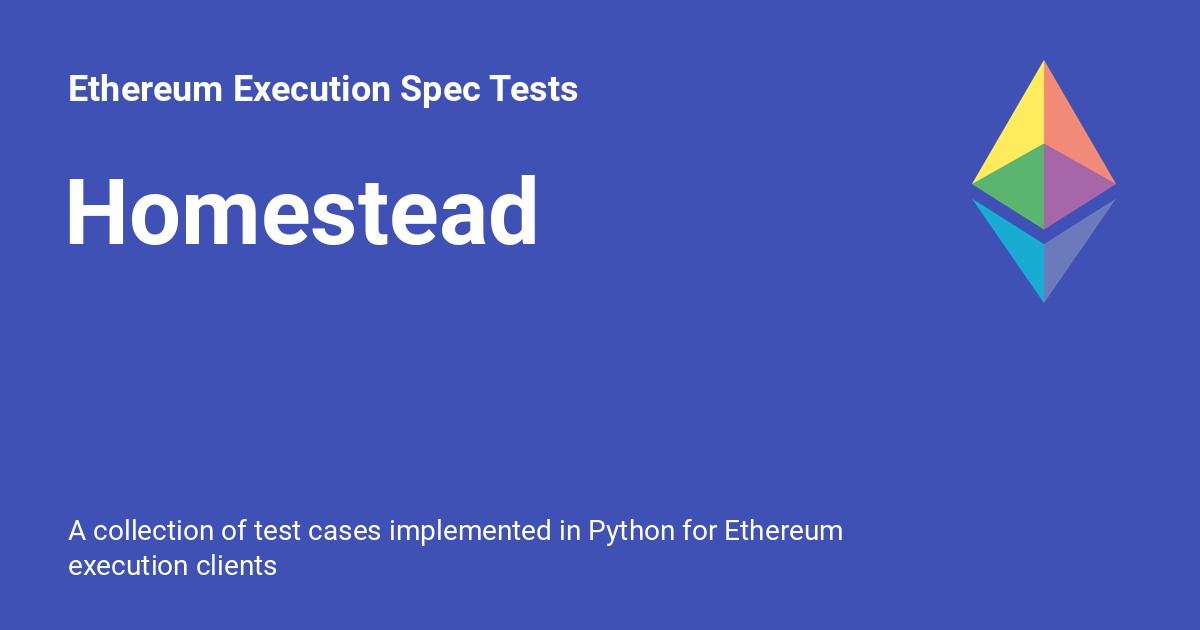 Ethereum Execution Spec Tests
Homestead
A collection of test cases implemented in Python for Ethereum
execution clients